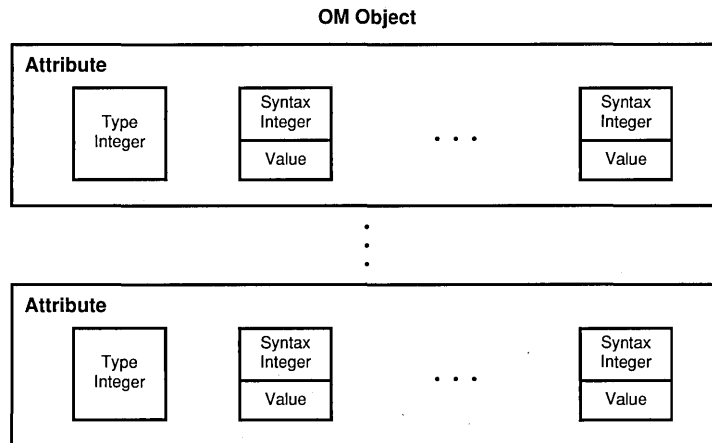 OM Object
Attribute
Type
Integer
Syntax
Integer
Value
. . .
Syntax
Integer
Value
Attribute
Type
Integer
Syntax
Integer
Value
. . .
Syntax
Integer
Value